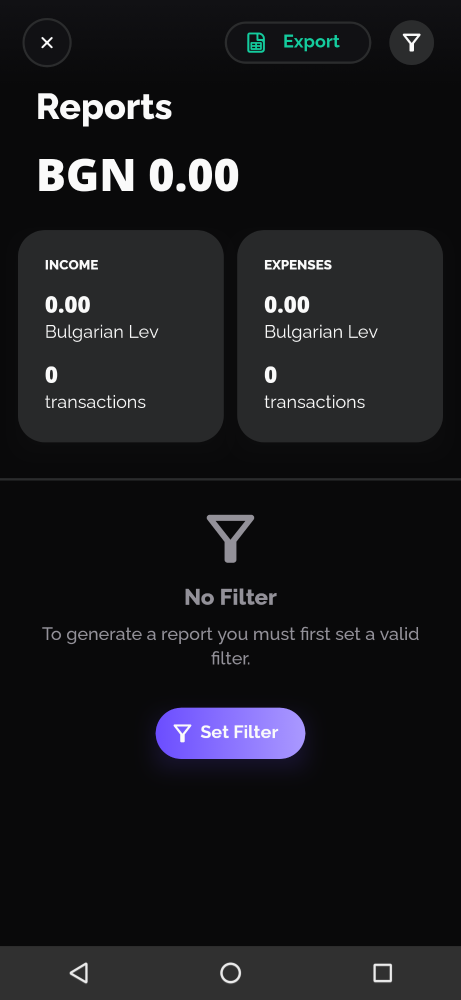 Export
Reports
BGN 0.00
INCOME
0.00
Bulgarian Lev
0
transactions
EXPENSES
0.00
Bulgarian Lev
0
transactions
No Filter
To generate a report you must first set a valid
filter.
Set Filter